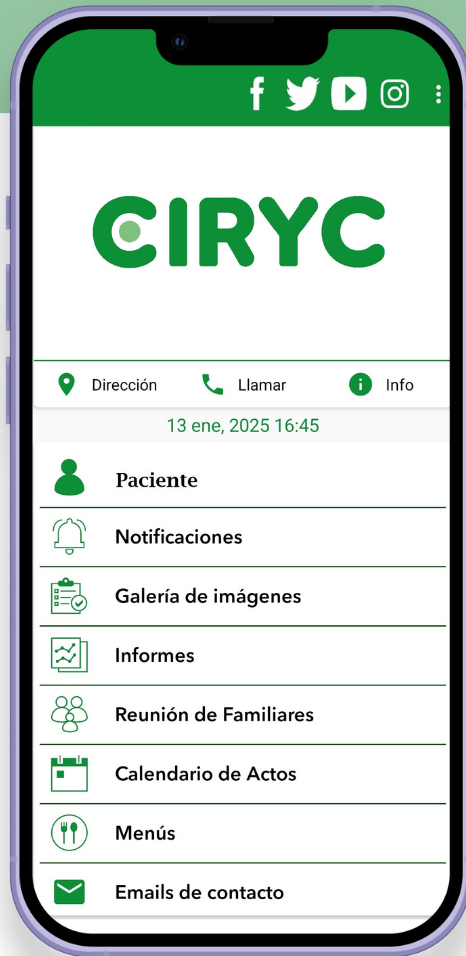 CIRYC
Dirección Llamar Info
13 ene, 2025 16:45
Paciente
Notificaciones
Galería de imágenes
Informes
Reunión de Familiares
Calendario de Actos
Menús
Emails de contacto